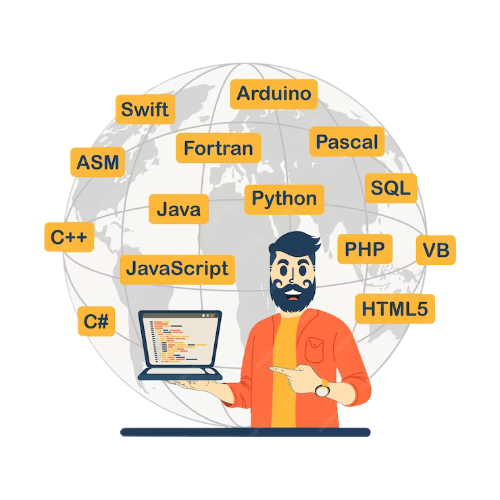 Arduino
Swift
Pascal
Fortran
ASM
SQL
Python
Java
C++
PHP
VB
JavaScript
HTML5
C#